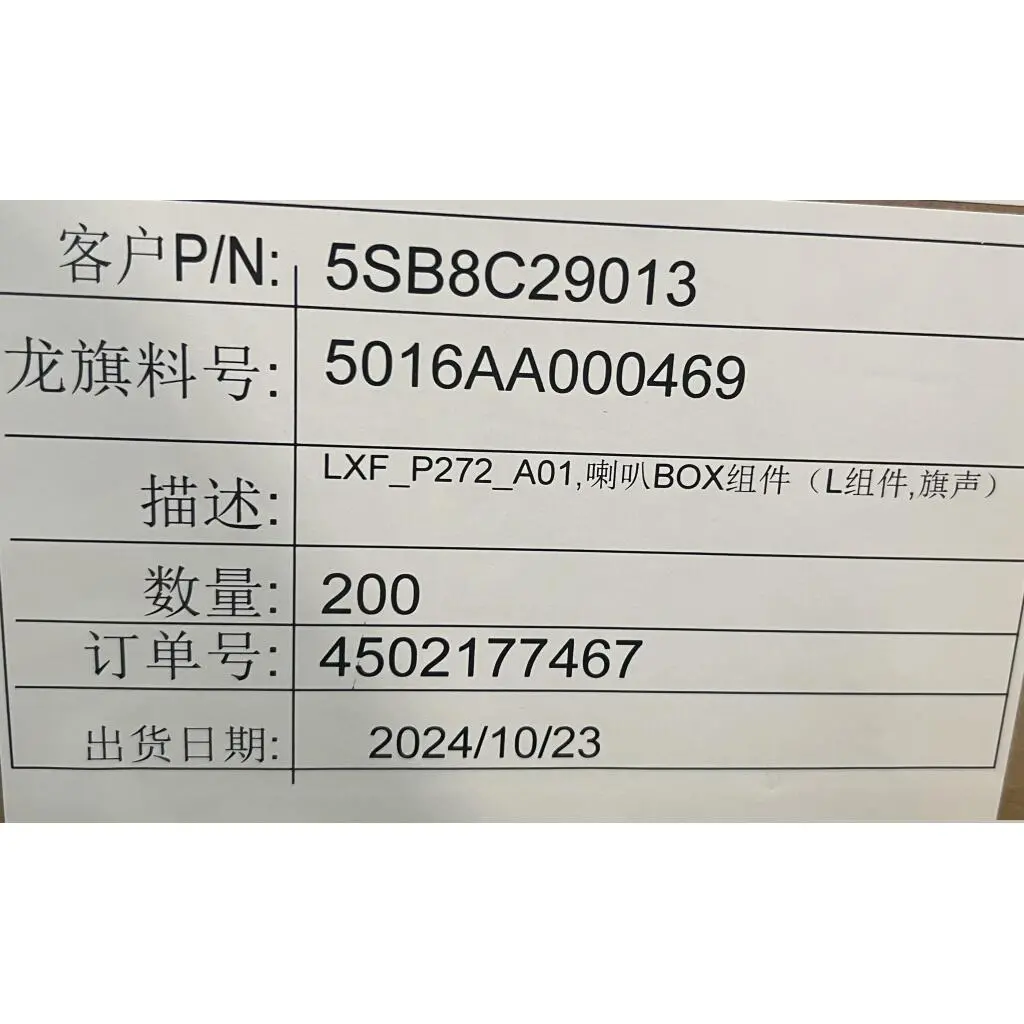 客户P/N: 5SB8C29013
龙旗料号: 5016AA000469
描述: LXF_P272_A01,喇叭BOX组件（L组件,旗声）
数量: 200
订单号: 4502177467
出货日期: 2024/10/23